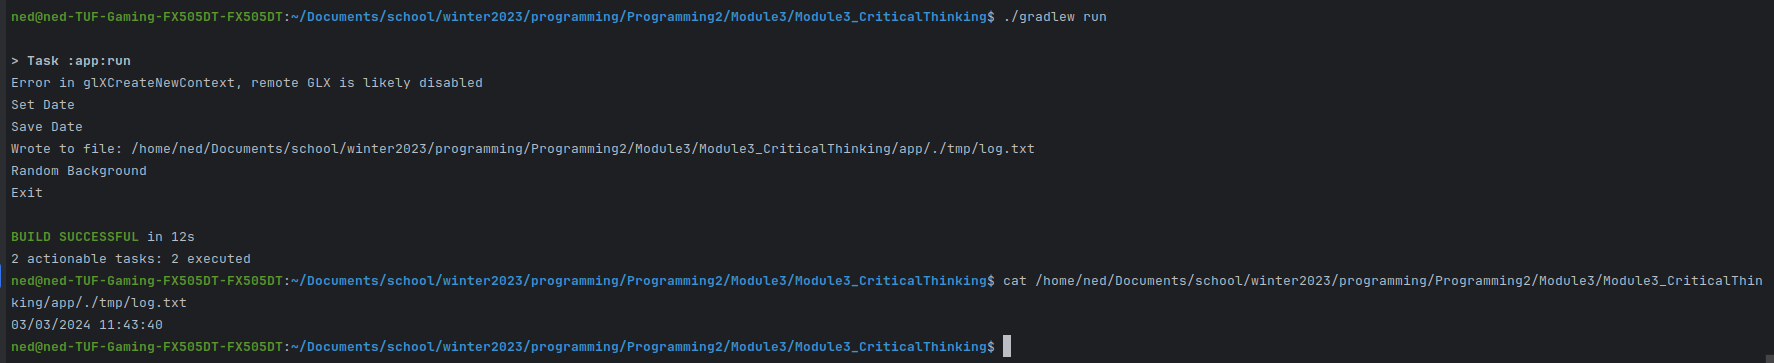 ned@ned-TUF-Gaming-FX505DT-FX505DT:~/Documents/school/winter2023/programming/Programming2/Module3/Module3_CriticalThinking$ ./gradlew run
> Task :app:run
Error in glXCreateNewContext, remote GLX is likely disabled
Set Date
Save Date
Wrote to file: /home/ned/Documents/school/winter2023/programming/Programming2/Module3/Module3_CriticalThinking/app/./tmp/log.txt
Random Background
Exit
BUILD SUCCESSFUL in 12s
2 actionable tasks: 2 executed
ned@ned-TUF-Gaming-FX505DT-FX505DT:~/Documents/school/winter2023/programming/Programming2/Module3/Module3_CriticalThinking$ cat /home/ned/Documents/school/winter2023/programming/Programming2/Module3/Module3_CriticalThin
king/app/./tmp/log.txt
03/03/2024 11:43:40
ned@ned-TUF-Gaming-FX505DT-FX505DT:~/Documents/school/winter2023/programming/Programming2/Module3/Module3_CriticalThinking$